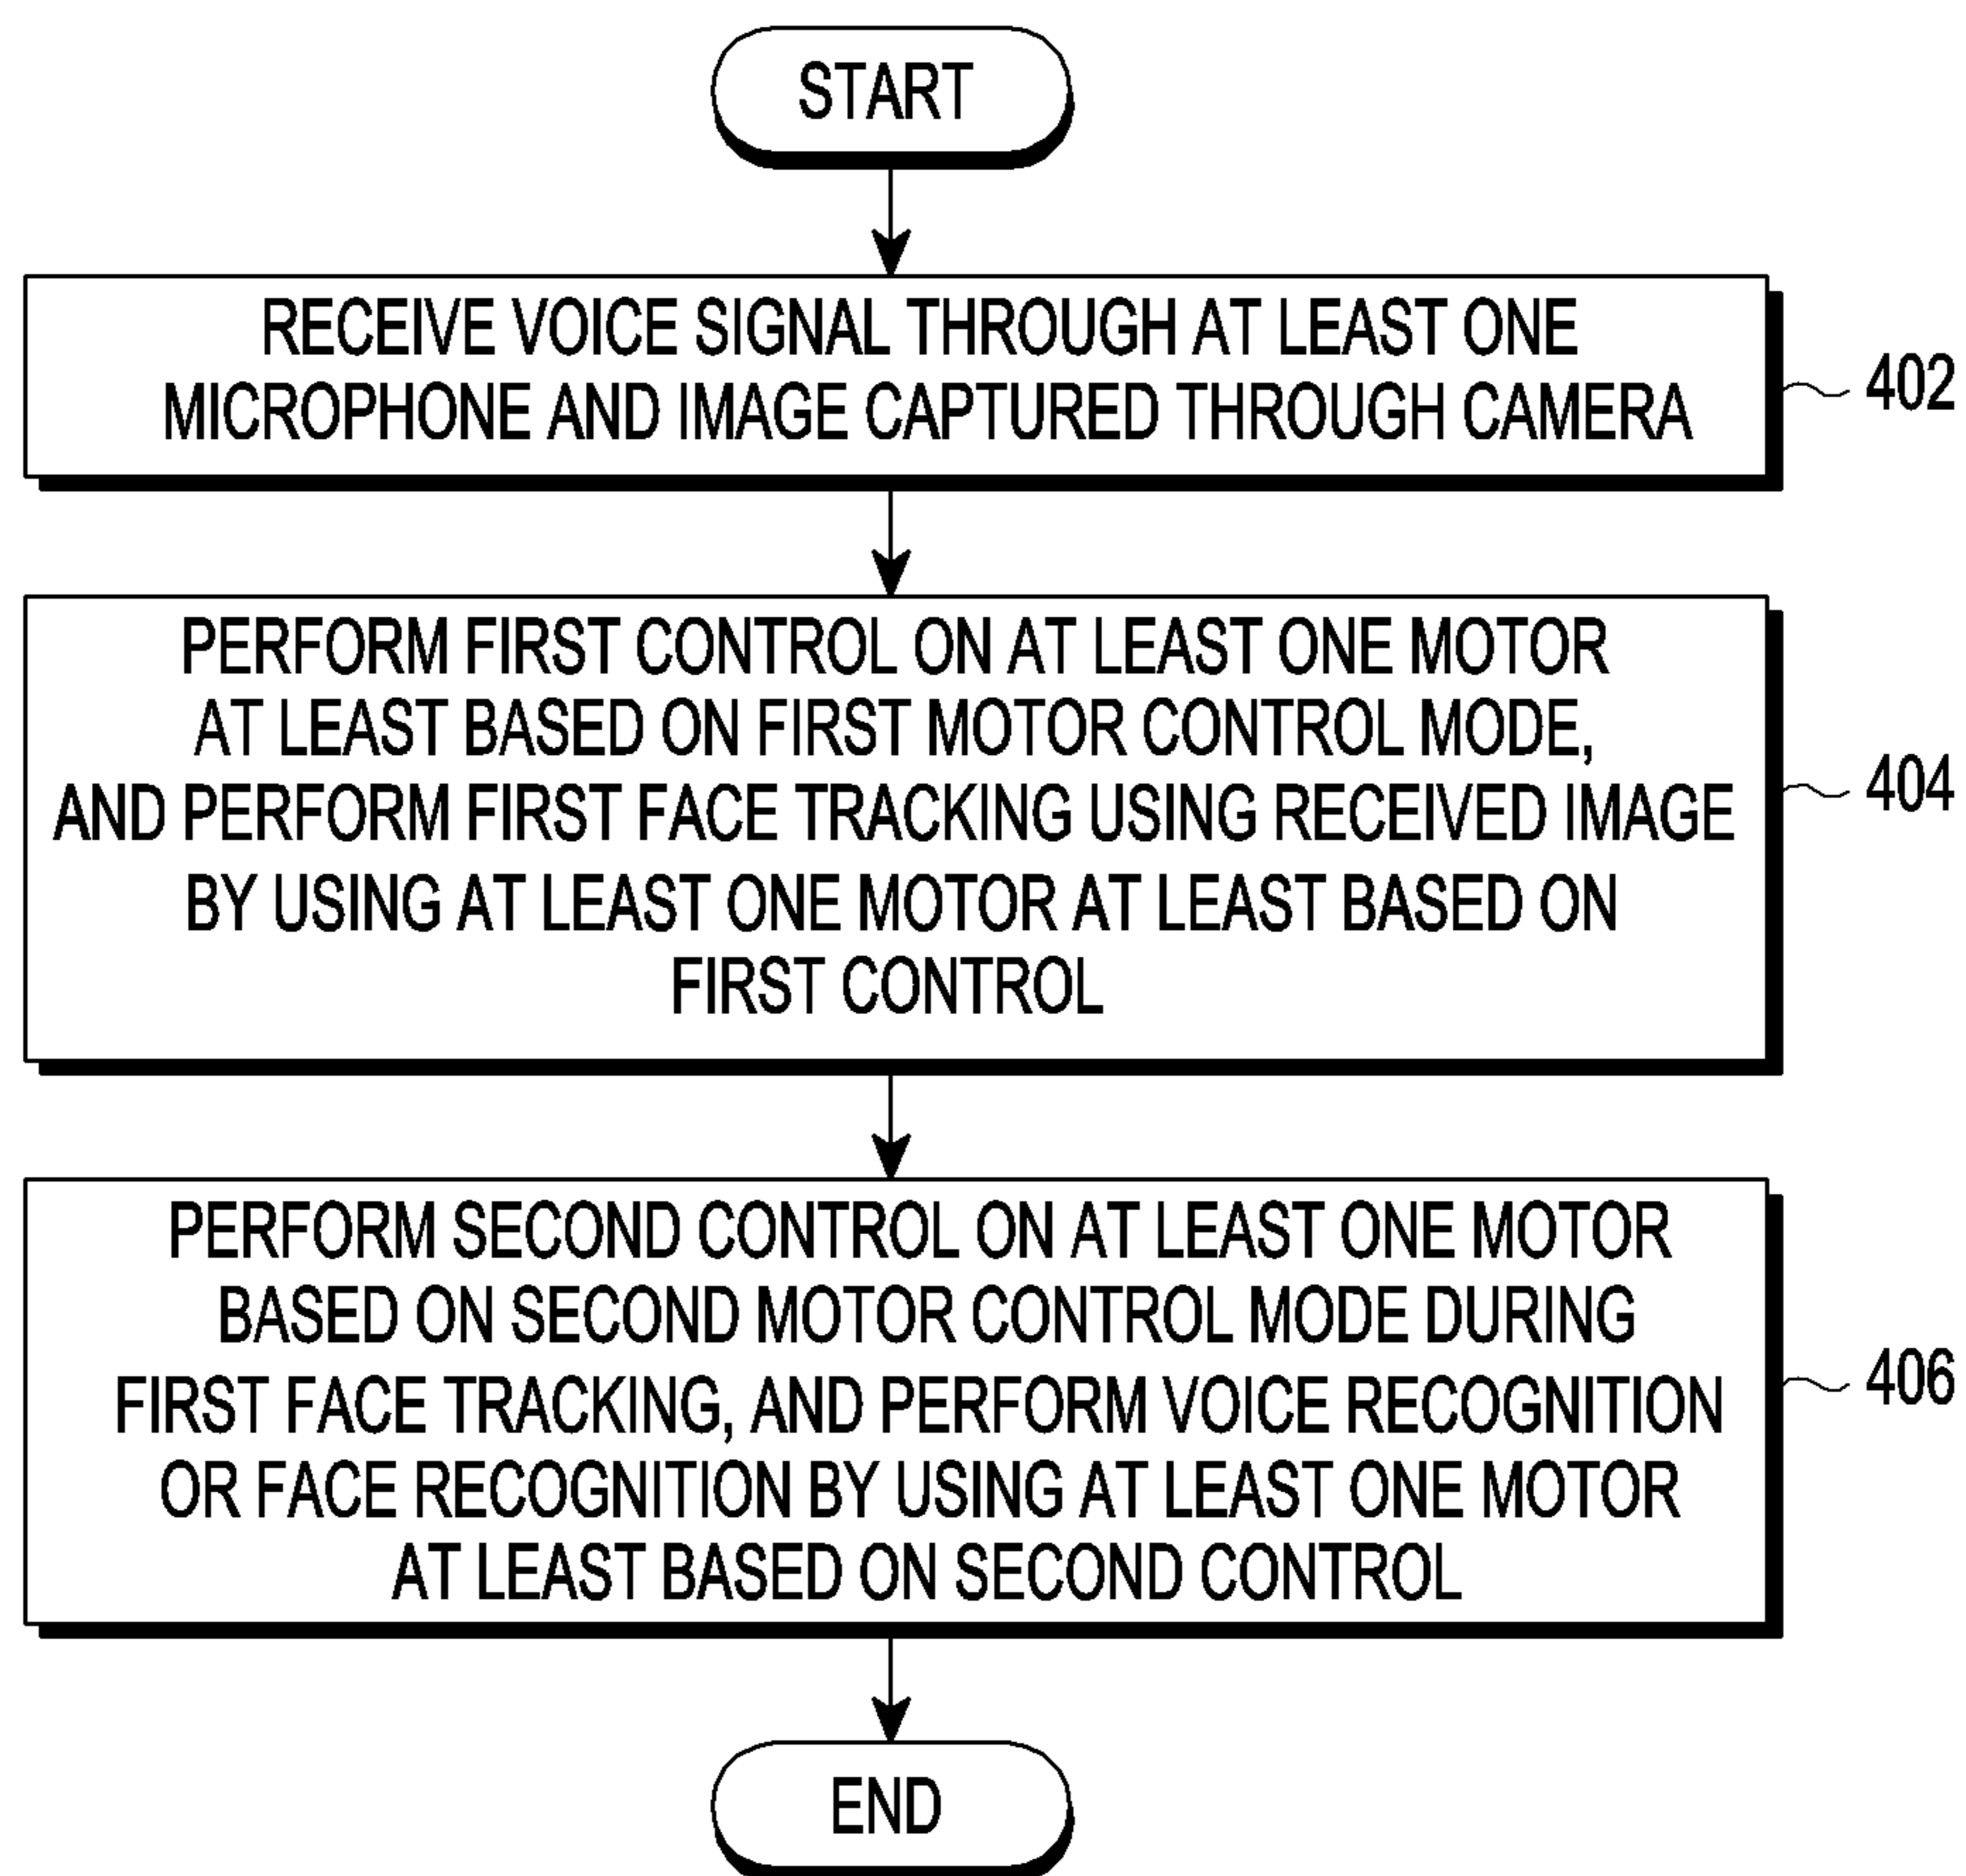 START
RECEIVE VOICE SIGNAL THROUGH AT LEAST ONE
MICROPHONE AND IMAGE CAPTURED THROUGH CAMERA
402
PERFORM FIRST CONTROL ON AT LEAST ONE MOTOR
AT LEAST BASED ON FIRST MOTOR CONTROL MODE,
AND PERFORM FIRST FACE TRACKING USING RECEIVED IMAGE
BY USING AT LEAST ONE MOTOR AT LEAST BASED ON
FIRST CONTROL
404
PERFORM SECOND CONTROL ON AT LEAST ONE MOTOR
BASED ON SECOND MOTOR CONTROL MODE DURING
FIRST FACE TRACKING, AND PERFORM VOICE RECOGNITION
OR FACE RECOGNITION BY USING AT LEAST ONE MOTOR
AT LEAST BASED ON SECOND CONTROL
406
END